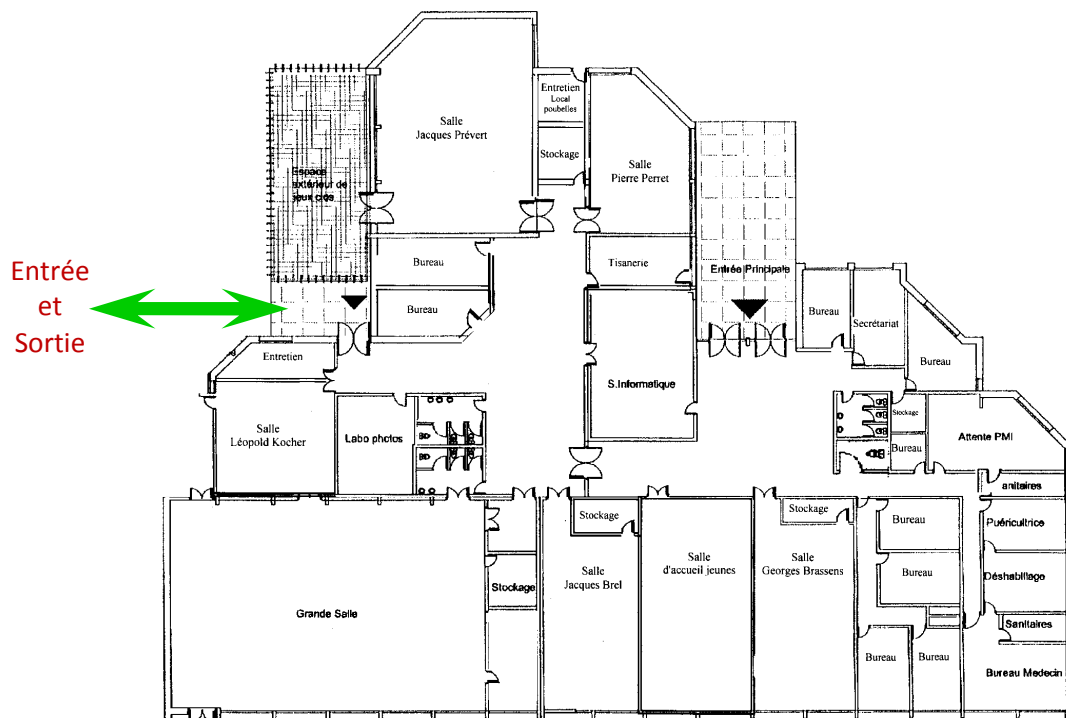 Entrée
et
Sortie
Salle
Jacques Prévert
Entretien
Local
poubelles
Stockage
Salle
Pierre Perret
Espace
extérieur de
jeux clos
Bureau
Tisanerie
Entrée Principale
Bureau
Bureau
Secrétariat
Bureau
Entretien
S.Informatique
Salle
Léopold Kocher
Labo photos
Stockage
Bureau
Attente PMI
anitaires
Stockage
Stockage
Bureau
Puéricultrice
Salle
d'accueil jeunes
Salle
Georges Brassens
Salle
Jacques Brel
Stockage
Bureau
Déshabillage
Grande Salle
Sanitaires
Bureau
Bureau
Bureau Medecin